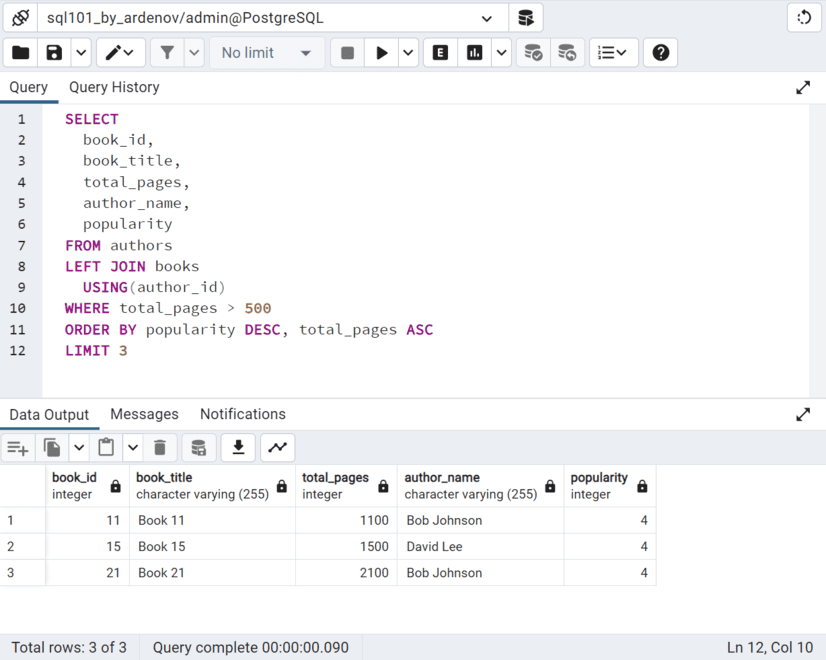 sql101_by_ardenov/admin@PostgreSQL
No limit
E
Query Query History
1 SELECT
2 book_id,
3 book_title,
4 total_pages,
5 author_name,
6 popularity
7 FROM authors
8 LEFT JOIN books
9 USING(author_id)
10 WHERE total_pages > 500
11 ORDER BY popularity DESC, total_pages ASC
12 LIMIT 3
Data Output Messages Notifications
book_id book_title total_pages author_name popularity
integer character varying (255) integer character varying (255) integer
1 11 Book 11 1100 Bob Johnson 4
2 15 Book 15 1500 David Lee 4
3 21 Book 21 2100 Bob Johnson 4
Total rows: 3 of 3 Query complete 00:00:00.090 Ln 12, Col 10